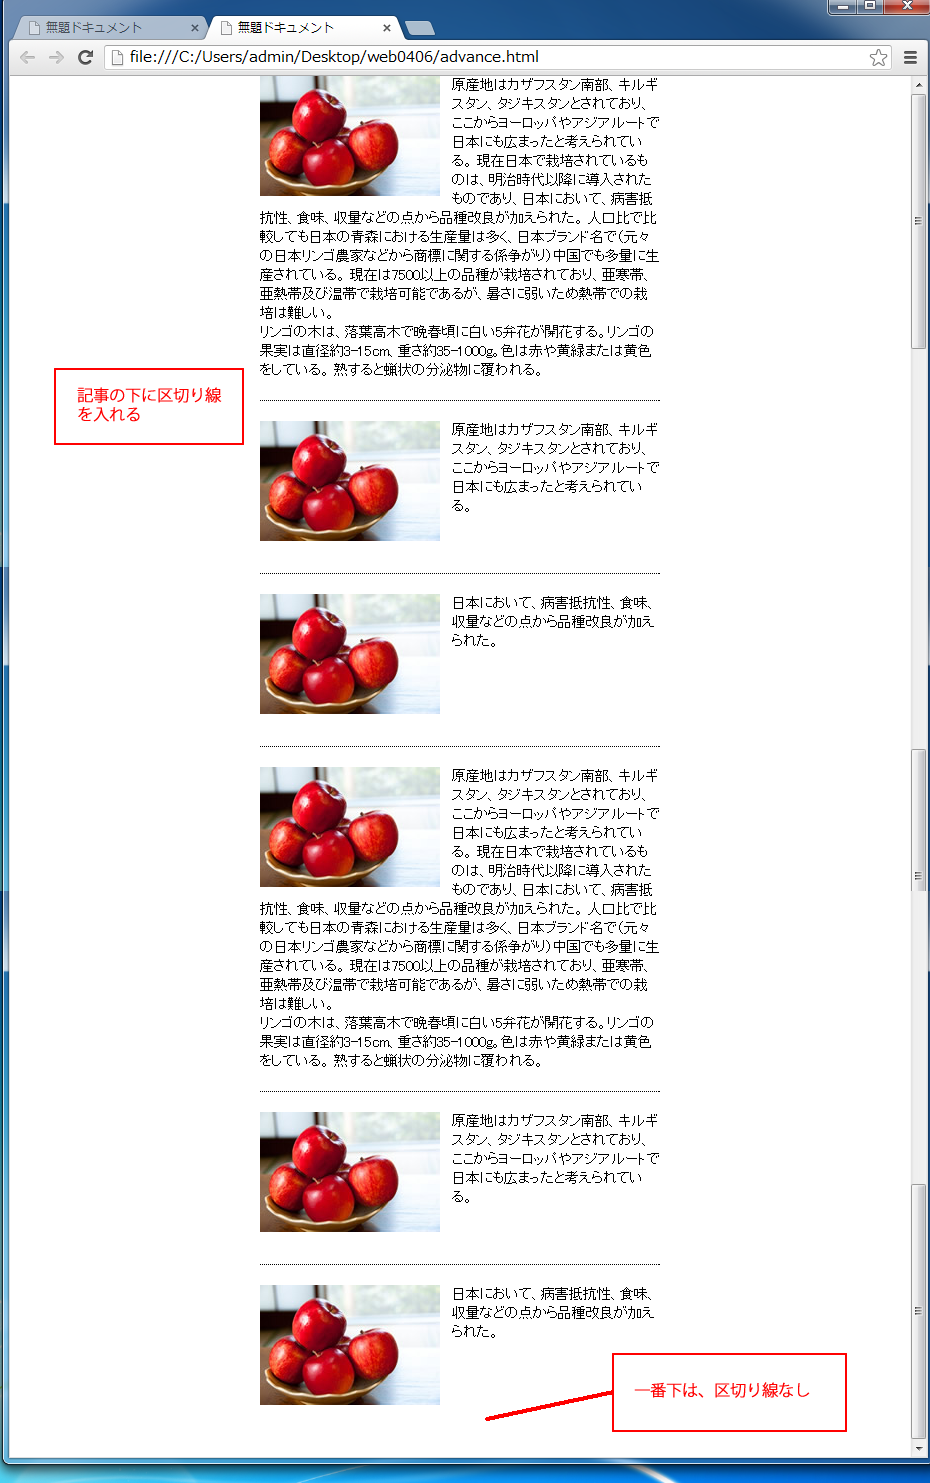 無題ドキュメント
無題ドキュメント
file:///C:/Users/admin/Desktop/web0406/advance.html
原産地はカザフスタン南部、キルギ
スタン、タジキスタンとされており、
ここからヨーロッパやアジアルートで
日本にも広まったと考えられてい
る。現在日本で栽培されているも
のは、明治時代以降に導入された
ものであり、日本において、病害抵
抗性、食味、収量などの点から品種改良が加えられた。人口比で比
較しても日本の青森における生産量は多く、日本ブランド名で(元々
の日本リンゴ農家などから商標に関する係争がり)中国でも多量に生
産されている。現在は7500以上の品種が栽培されており、亜寒帯、
亜熱帯及び温帯で栽培可能であるが、暑さに弱いため熱帯での栽
培は難しい。
リンゴの木は、落葉高木で晩春頃に白い5弁花が開花する。リンゴの
果実は直径約3-15cm、重さ約35-1000g。色は赤や黄緑または黄色
をしている。熟すると蝋状の分泌物に覆われる。
記事の下に区切り線
を入れる
原産地はカザフスタン南部、キルギ
スタン、タジキスタンとされており、
ここからヨーロッパやアジアルートで
日本にも広まったと考えられてい
る。
日本において、病害抵抗性、食味、
収量などの点から品種改良が加え
られた。
原産地はカザフスタン南部、キルギ
スタン、タジキスタンとされており、
ここからヨーロッパやアジアルートで
日本にも広まったと考えられてい
る。現在日本で栽培されているも
のは、明治時代以降に導入された
ものであり、日本において、病害抵
抗性、食味、収量などの点から品種改良が加えられた。人口比で比
較しても日本の青森における生産量は多く、日本ブランド名で(元々
の日本リンゴ農家などから商標に関する係争がり)中国でも多量に生
産されている。現在は7500以上の品種が栽培されており、亜寒帯、
亜熱帯及び温帯で栽培可能であるが、暑さに弱いため熱帯での栽
培は難しい。
リンゴの木は、落葉高木で晩春頃に白い5弁花が開花する。リンゴの
果実は直径約3-15cm、重さ約35-1000g。色は赤や黄緑または黄色
をしている。熟すると蝋状の分泌物に覆われる。
原産地はカザフスタン南部、キルギ
スタン、タジキスタンとされており、
ここからヨーロッパやアジアルートで
日本にも広まったと考えられてい
る。
日本において、病害抵抗性、食味、
収量などの点から品種改良が加え
られた。
一番下は、区切り線なし